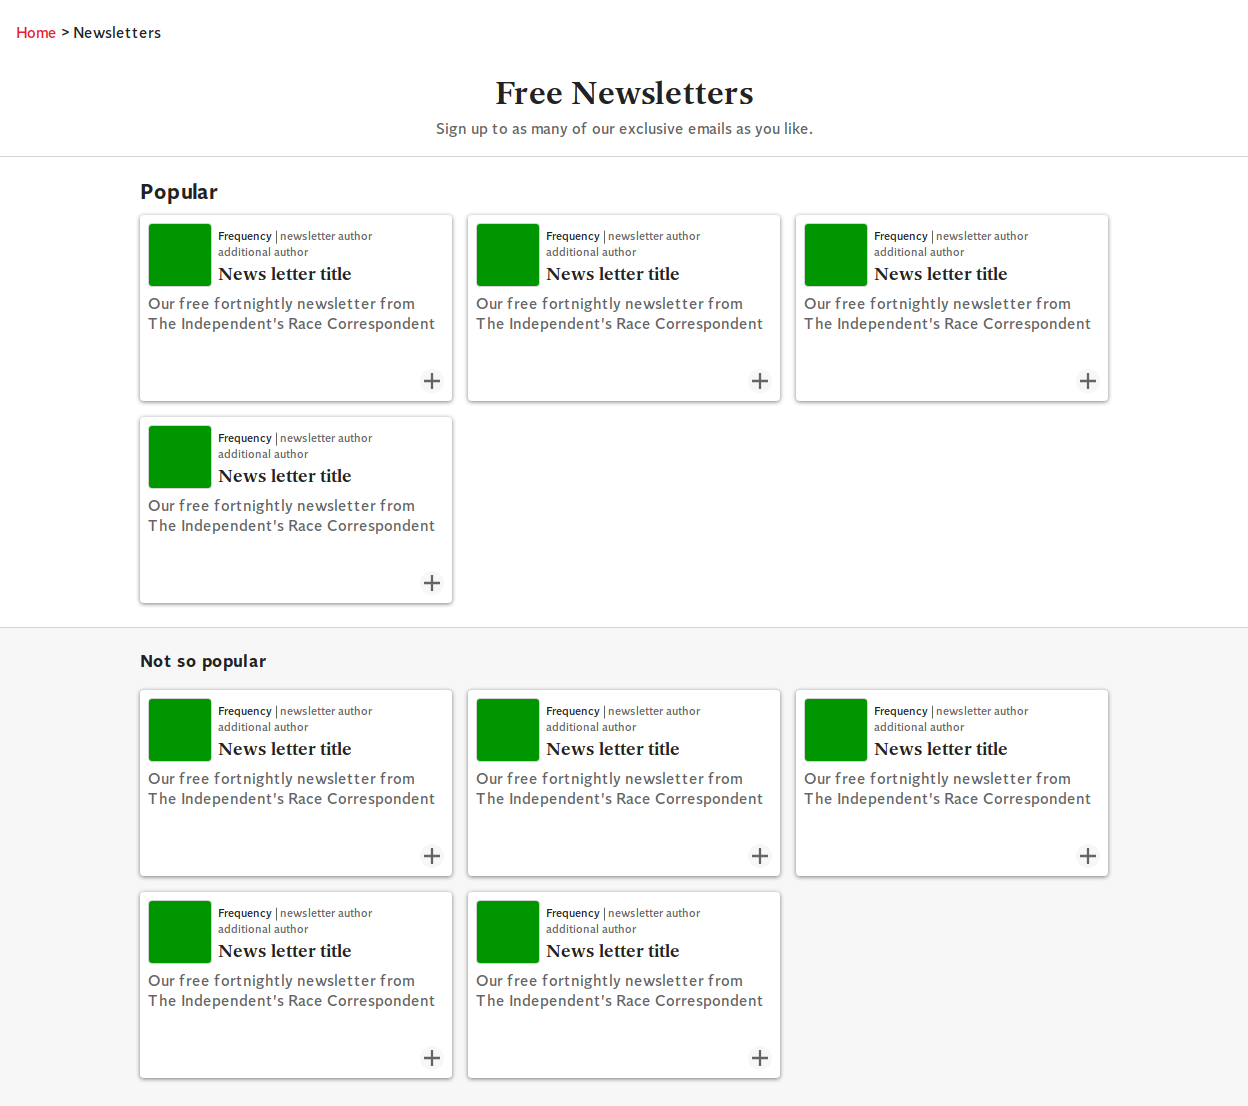 Home > Newsletters
Free Newsletters
Sign up to as many of our exclusive emails as you like.
Popular
Frequency | newsletter author
additional author
News letter title
Our free fortnightly newsletter from
The Independent's Race Correspondent
Frequency | newsletter author
additional author
News letter title
Our free fortnightly newsletter from
The Independent's Race Correspondent
Frequency | newsletter author
additional author
News letter title
Our free fortnightly newsletter from
The Independent's Race Correspondent
Frequency | newsletter author
additional author
News letter title
Our free fortnightly newsletter from
The Independent's Race Correspondent
Not so popular
Frequency | newsletter author
additional author
News letter title
Our free fortnightly newsletter from
The Independent's Race Correspondent
Frequency | newsletter author
additional author
News letter title
Our free fortnightly newsletter from
The Independent's Race Correspondent
Frequency | newsletter author
additional author
News letter title
Our free fortnightly newsletter from
The Independent's Race Correspondent
Frequency | newsletter author
additional author
News letter title
Our free fortnightly newsletter from
The Independent's Race Correspondent
Frequency | newsletter author
additional author
News letter title
Our free fortnightly newsletter from
The Independent's Race Correspondent